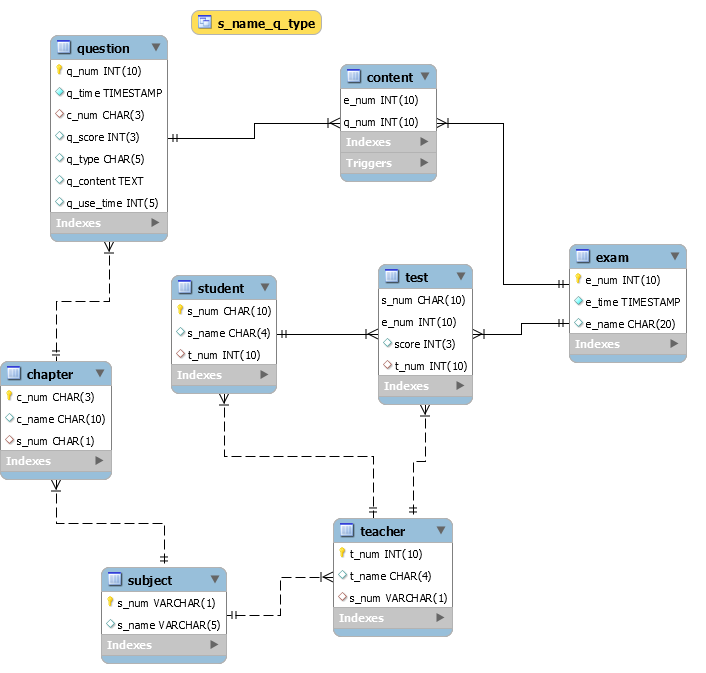 s_name_q_type
question
q_num INT(10)
q_time TIMESTAMP
c_num CHAR(3)
q_score INT(3)
q_type CHAR(5)
q_content TEXT
q_use_time INT(5)
Indexes
content
e_num INT(10)
q_num INT(10)
Indexes
Triggers
exam
e_num INT(10)
e_time TIMESTAMP
e_name CHAR(20)
Indexes
student
s_num CHAR(10)
s_name CHAR(4)
t_num INT(10)
Indexes
test
s_num CHAR(10)
e_num INT(10)
score INT(3)
t_num INT(10)
Indexes
chapter
c_num CHAR(3)
c_name CHAR(10)
s_num CHAR(1)
Indexes
teacher
t_num INT(10)
t_name CHAR(4)
s_num VARCHAR(1)
Indexes
subject
s_num VARCHAR(1)
s_name VARCHAR(5)
Indexes